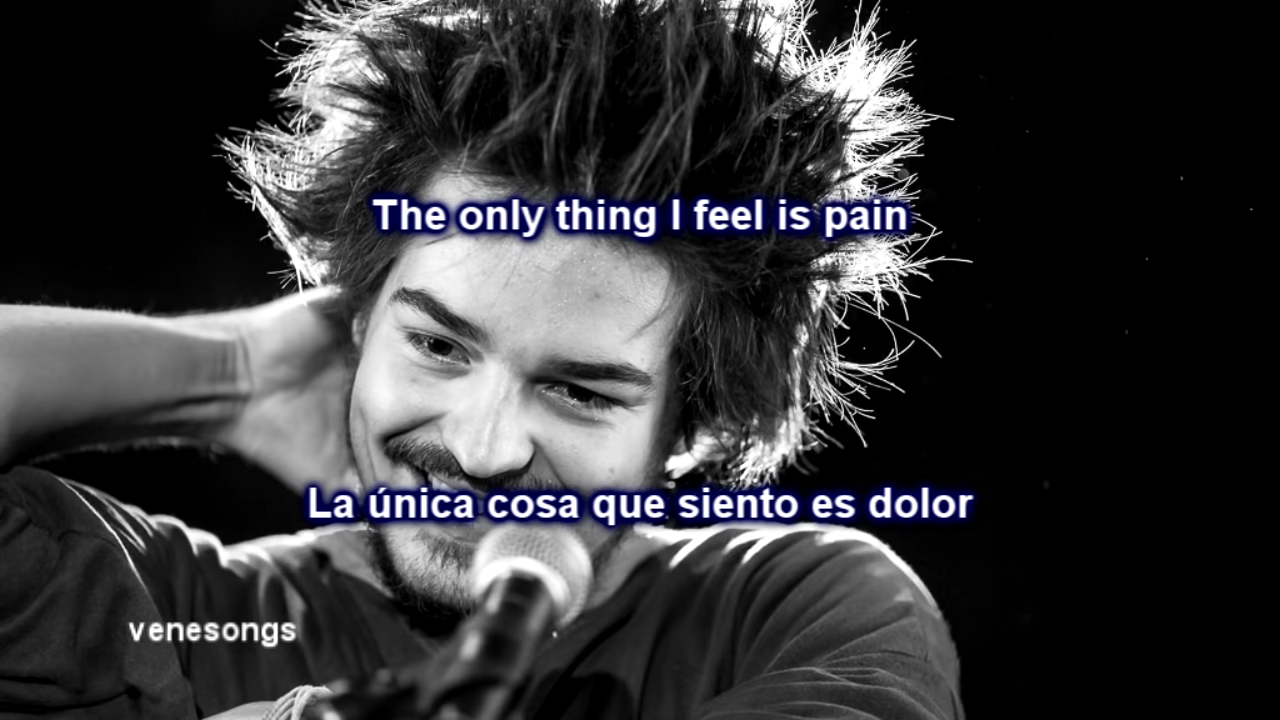 The only thing I feel is pain
La única cosa que siento es dolor
venesongs